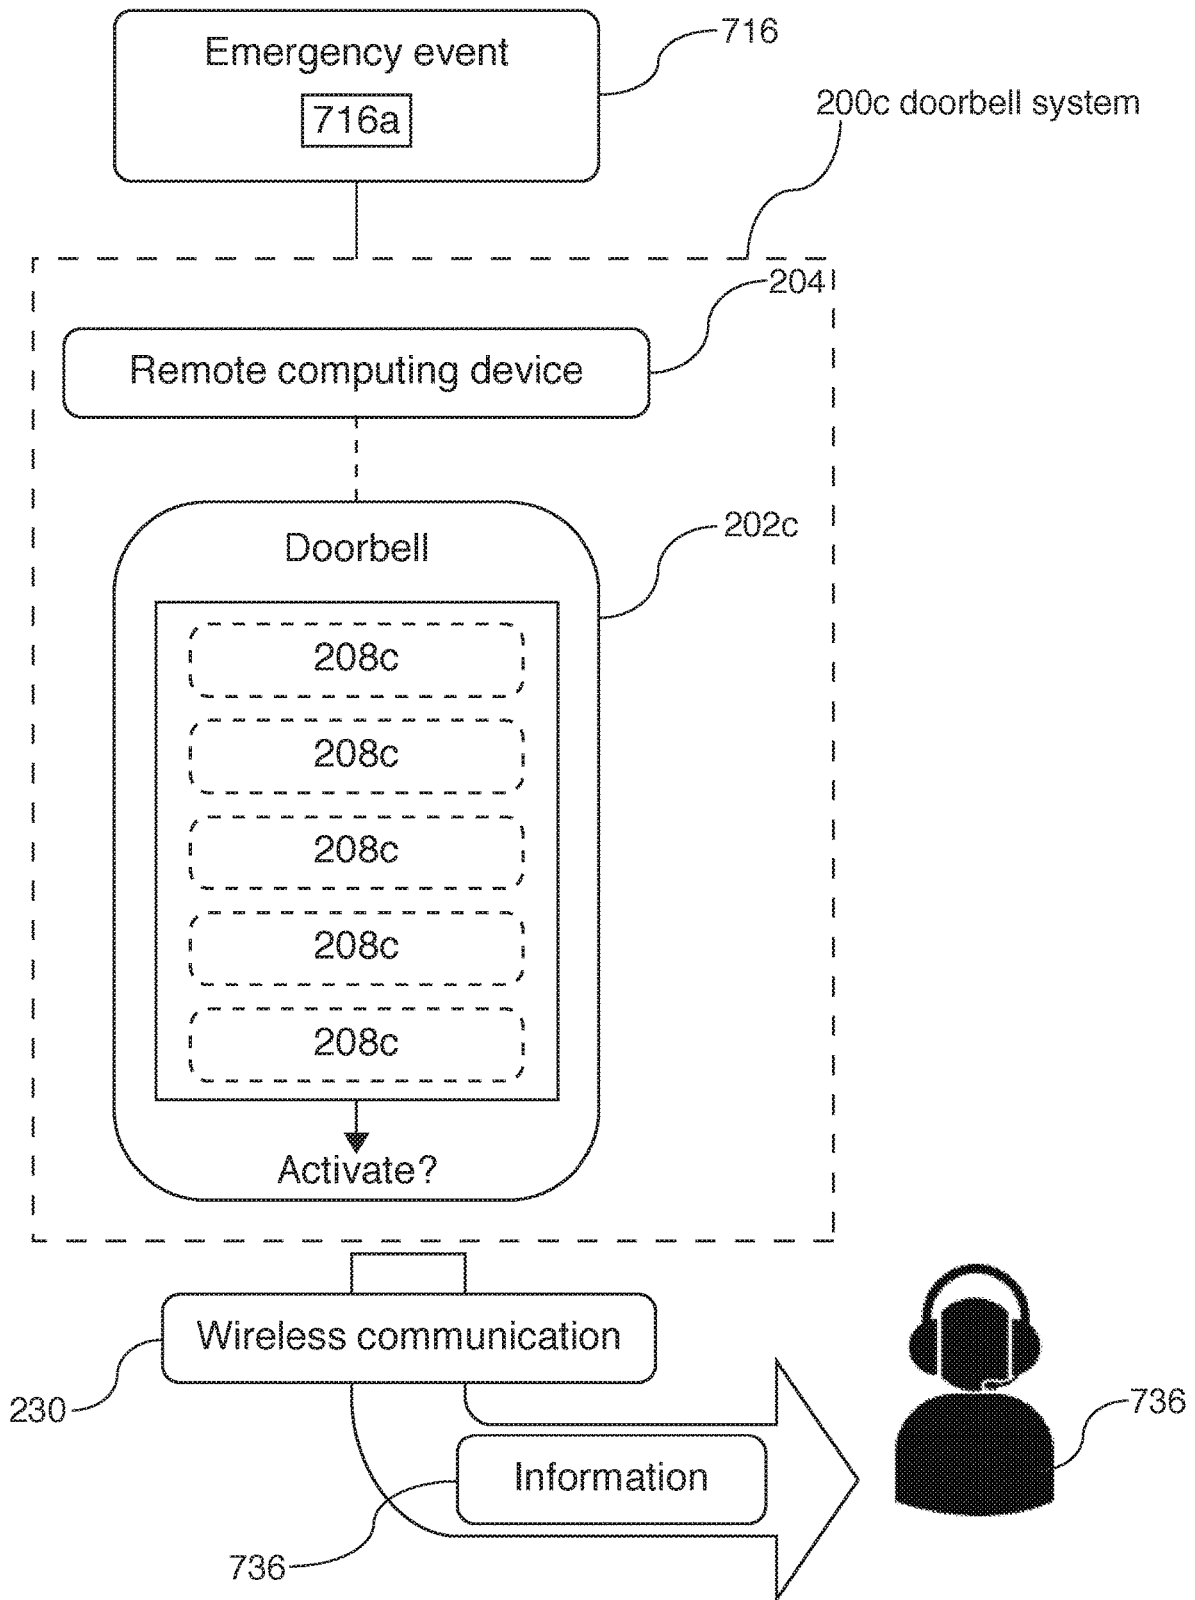 Emergency event
716
716a
200c doorbell system
204
Remote computing device
202c
Doorbell
208c
208c
208c
208c
208c
Activate?
Wireless communication
230
736
Information
736